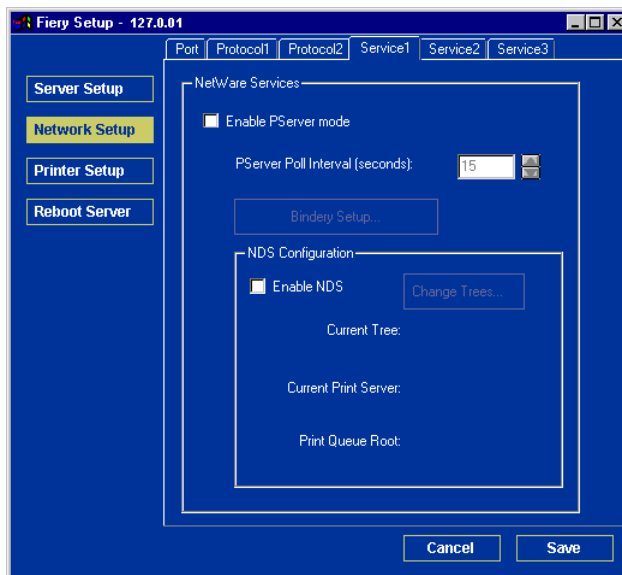 Fiery Setup - 127.0.01
Port Protocol1 Protocol2 Service1 Service2 Service3
Server Setup
Network Setup
Printer Setup
Reboot Server
NetWare Services
Enable PServer mode
PServer Poll Interval (seconds): 15
Bindery Setup...
NDS Configuration
Enable NDS
Change Trees...
Current Tree:
Current Print Server:
Print Queue Root:
Cancel Save